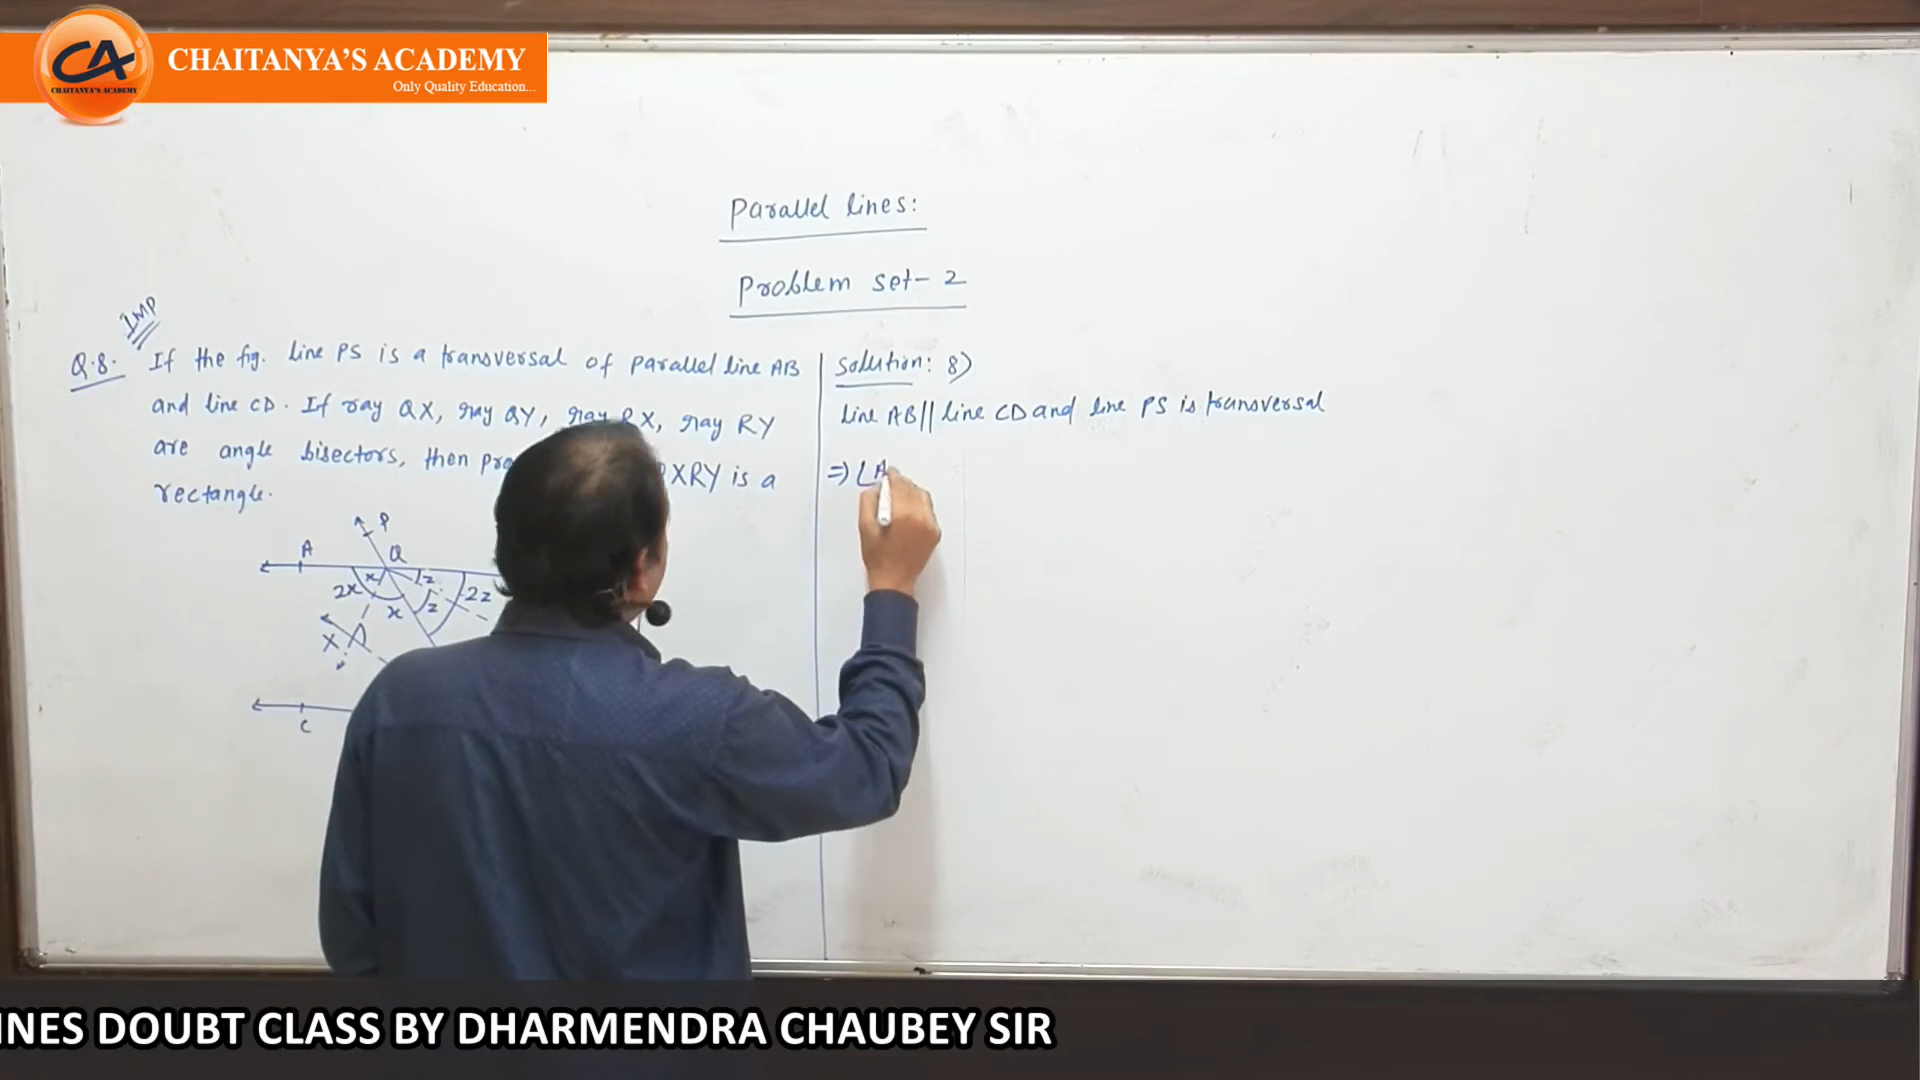 CA
CHAITANYA'S ACADEMY
CHAITANYA'S ACADEMY
Only Quality Education...
Parallel lines:
Problem set-2
IMP
Q.8. If the fig. line PS is a transversal of parallel line AB
and line CD. If ray QX, ray QY, ray RX, ray RY
are angle bisectors, then XRY is a
rectangle.
P
A
Q
2x
x
z
2z
x
z
X
C
Solution: 8)
line AB || line CD and line PS is transversal
⇒ ∠A
INES DOUBT CLASS BY DHARMENDRA CHAUBEY SIR